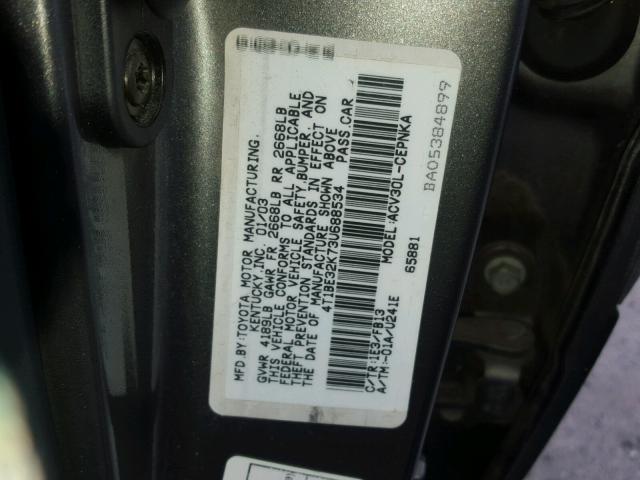 MFD.BY:TOYOTA MOTOR MANUFACTURING.
KENTUCKY,INC. 01/03
GVWR 4189LB GAWR FR 2668LB RR 2668LB
THIS VEHICLE CONFORMS TO ALL APPLICABLE
FEDERAL MOTOR VEHICLE SAFETY,BUMPER, AND
THEFT PREVENTION STANDARDS IN EFFECT ON
THE DATE OF MANUFACTURE SHOWN ABOVE
4T1BE32K73U688534 PASS.CAR
C/TR:1E3/FB13 MODEL:ACV30L-CEPNKA
A/TM:-01A/U241E 65881
BA05384899